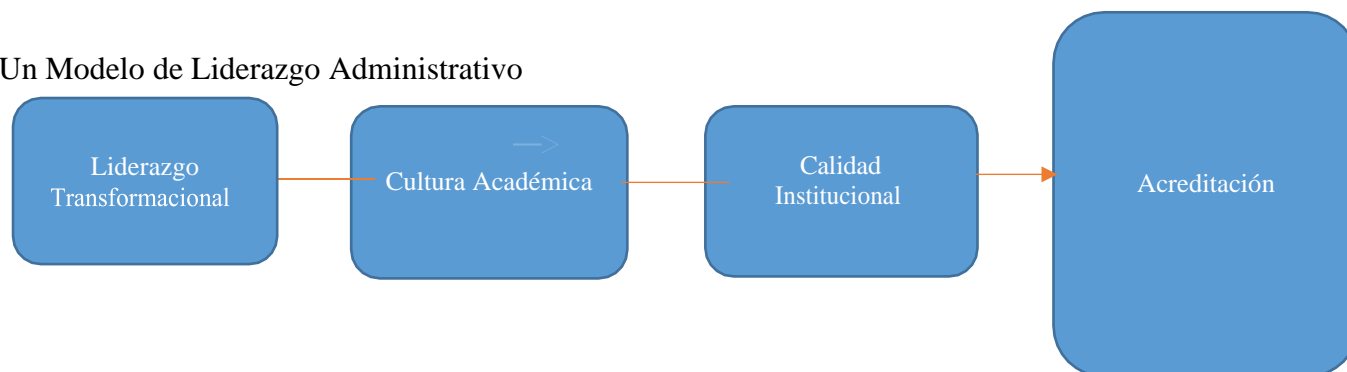 Un Modelo de Liderazgo Administrativo
Liderazgo
Transformacional
Cultura Académica
Calidad
Institucional
Acreditación